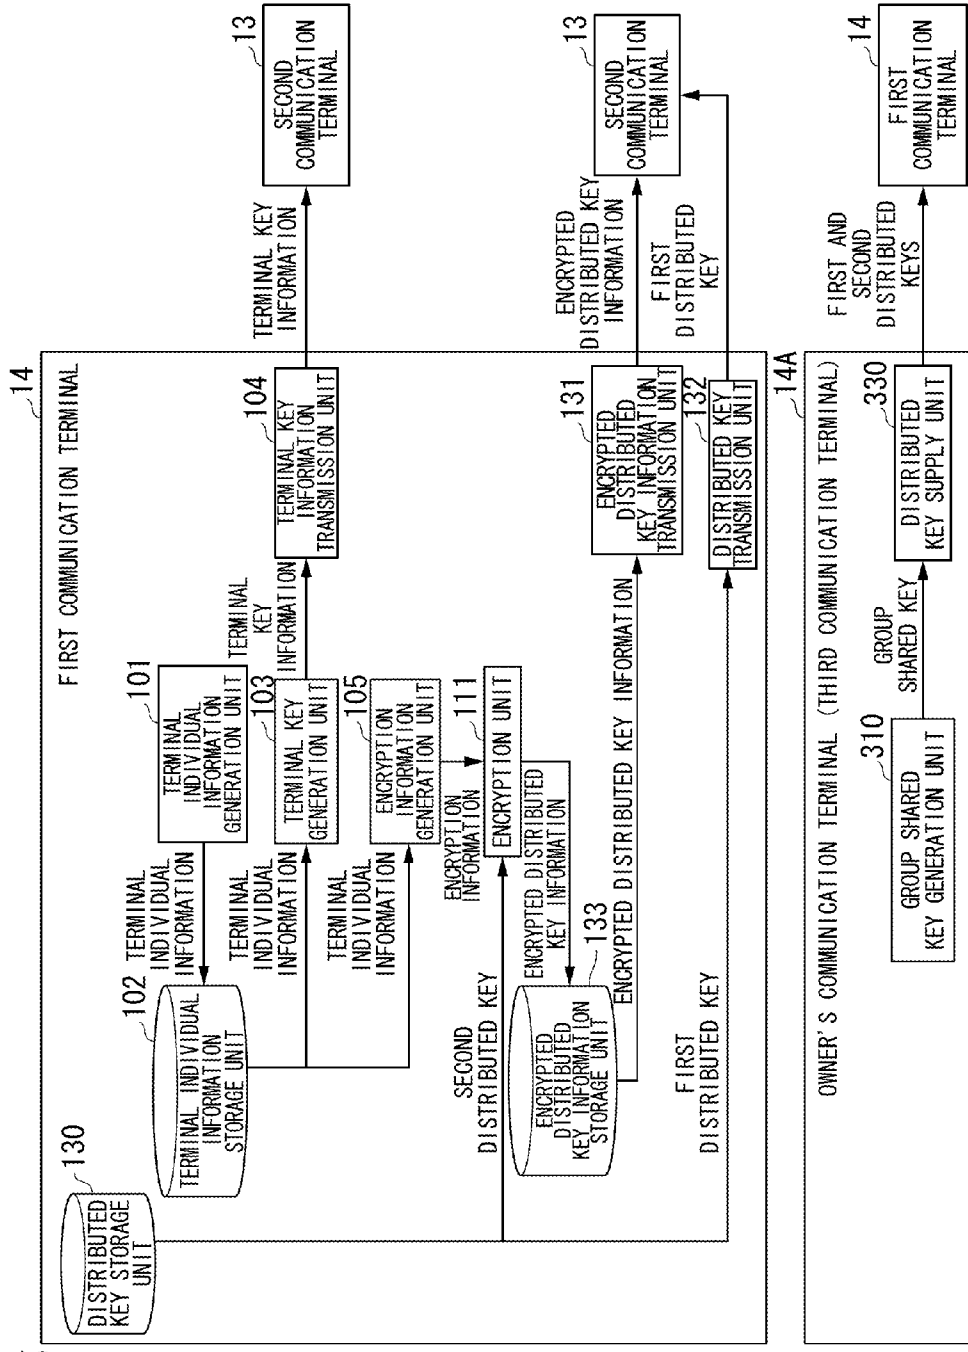 14
FIRST COMMUNICATION TERMINAL
130
DISTRIBUTED
KEY STORAGE
UNIT
102
TERMINAL INDIVIDUAL
INFORMATION
STORAGE UNIT
TERMINAL
INDIVIDUAL
INFORMATION
101
TERMINAL
INDIVIDUAL
INFORMATION
GENERATION UNIT
TERMINAL
INDIVIDUAL
INFORMATION
103
TERMINAL KEY
GENERATION UNIT
TERMINAL
KEY
INFORMATION
104
TERMINAL KEY
INFORMATION
TRANSMISSION UNIT
TERMINAL KEY
INFORMATION
13
SECOND
COMMUNICATION
TERMINAL
TERMINAL
INDIVIDUAL
INFORMATION
105
ENCRYPTION
INFORMATION
GENERATION UNIT
ENCRYPTION
INFORMATION
SECOND
DISTRIBUTED KEY
111
ENCRYPTION UNIT
ENCRYPTED DISTRIBUTED
KEY INFORMATION
133
ENCRYPTED
DISTRIBUTED
KEY INFORMATION
STORAGE UNIT
ENCRYPTED DISTRIBUTED KEY INFORMATION
131
ENCRYPTED
DISTRIBUTED
KEY INFORMATION
TRANSMISSION UNIT
ENCRYPTED
DISTRIBUTED KEY
INFORMATION
13
SECOND
COMMUNICATION
TERMINAL
FIRST
DISTRIBUTED KEY
132
DISTRIBUTED KEY
TRANSMISSION UNIT
FIRST
DISTRIBUTED
KEY
14A
OWNER'S COMMUNICATION TERMINAL (THIRD COMMUNICATION TERMINAL)
310
GROUP SHARED
KEY GENERATION UNIT
GROUP
SHARED KEY
330
DISTRIBUTED
KEY SUPPLY UNIT
FIRST AND
SECOND
DISTRIBUTED
KEYS
14
FIRST
COMMUNICATION
TERMINAL